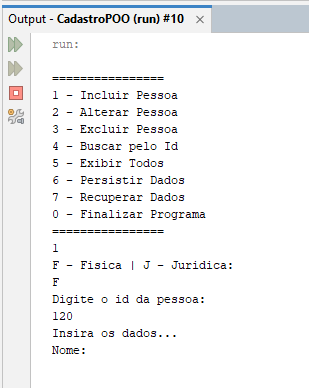 Output - CadastroPOO (run) #10 ×
run:
================
1 - Incluir Pessoa
2 - Alterar Pessoa
3 - Excluir Pessoa
4 - Buscar pelo Id
5 - Exibir Todos
6 - Persistir Dados
7 - Recuperar Dados
0 - Finalizar Programa
================
1
F - Fisica | J - Juridica:
F
Digite o id da pessoa:
120
Insira os dados...
Nome: